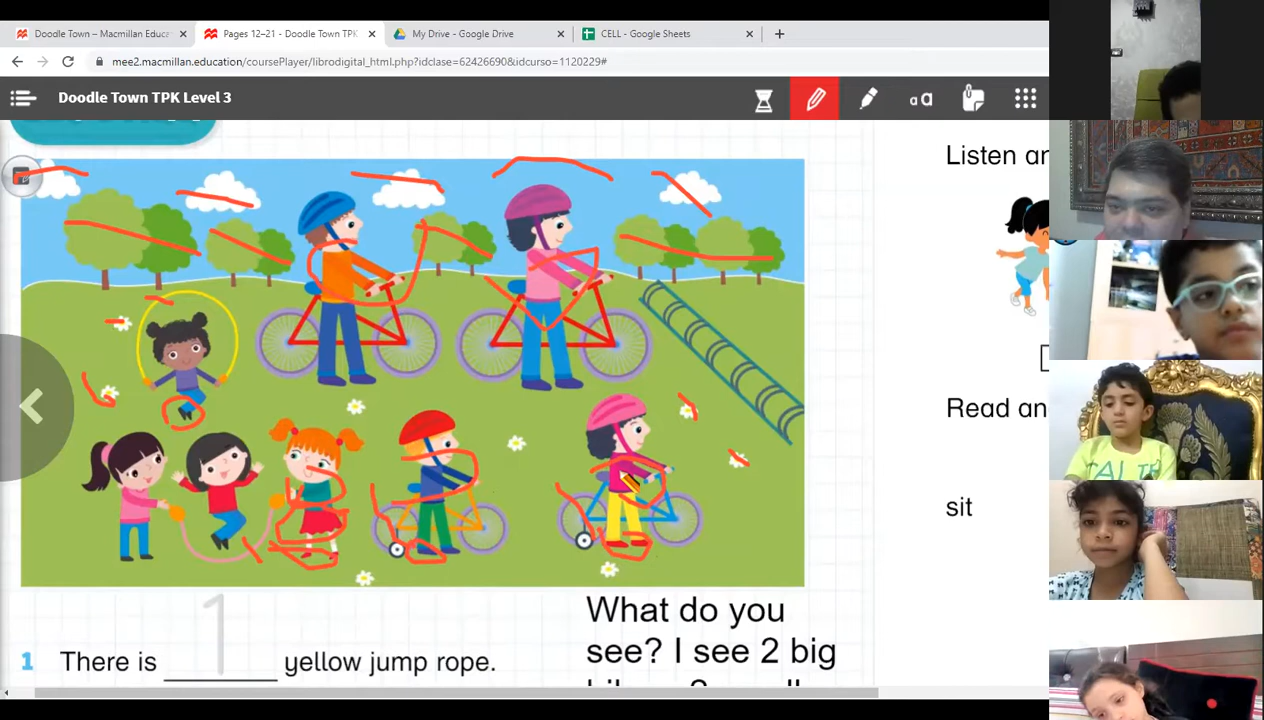 Doodle Town – Macmillan Educa
Pages 12–21 - Doodle Town TPK
My Drive - Google Drive
CELL - Google Sheets
mee2.macmillan.education/coursePlayer/librodigital_html.php?idclase=62426690&idcurso=1120229#
Doodle Town TPK Level 3
aa
Listen an
Read an
sit
1 There is 1 yellow jump rope.
What do you
see? I see 2 big